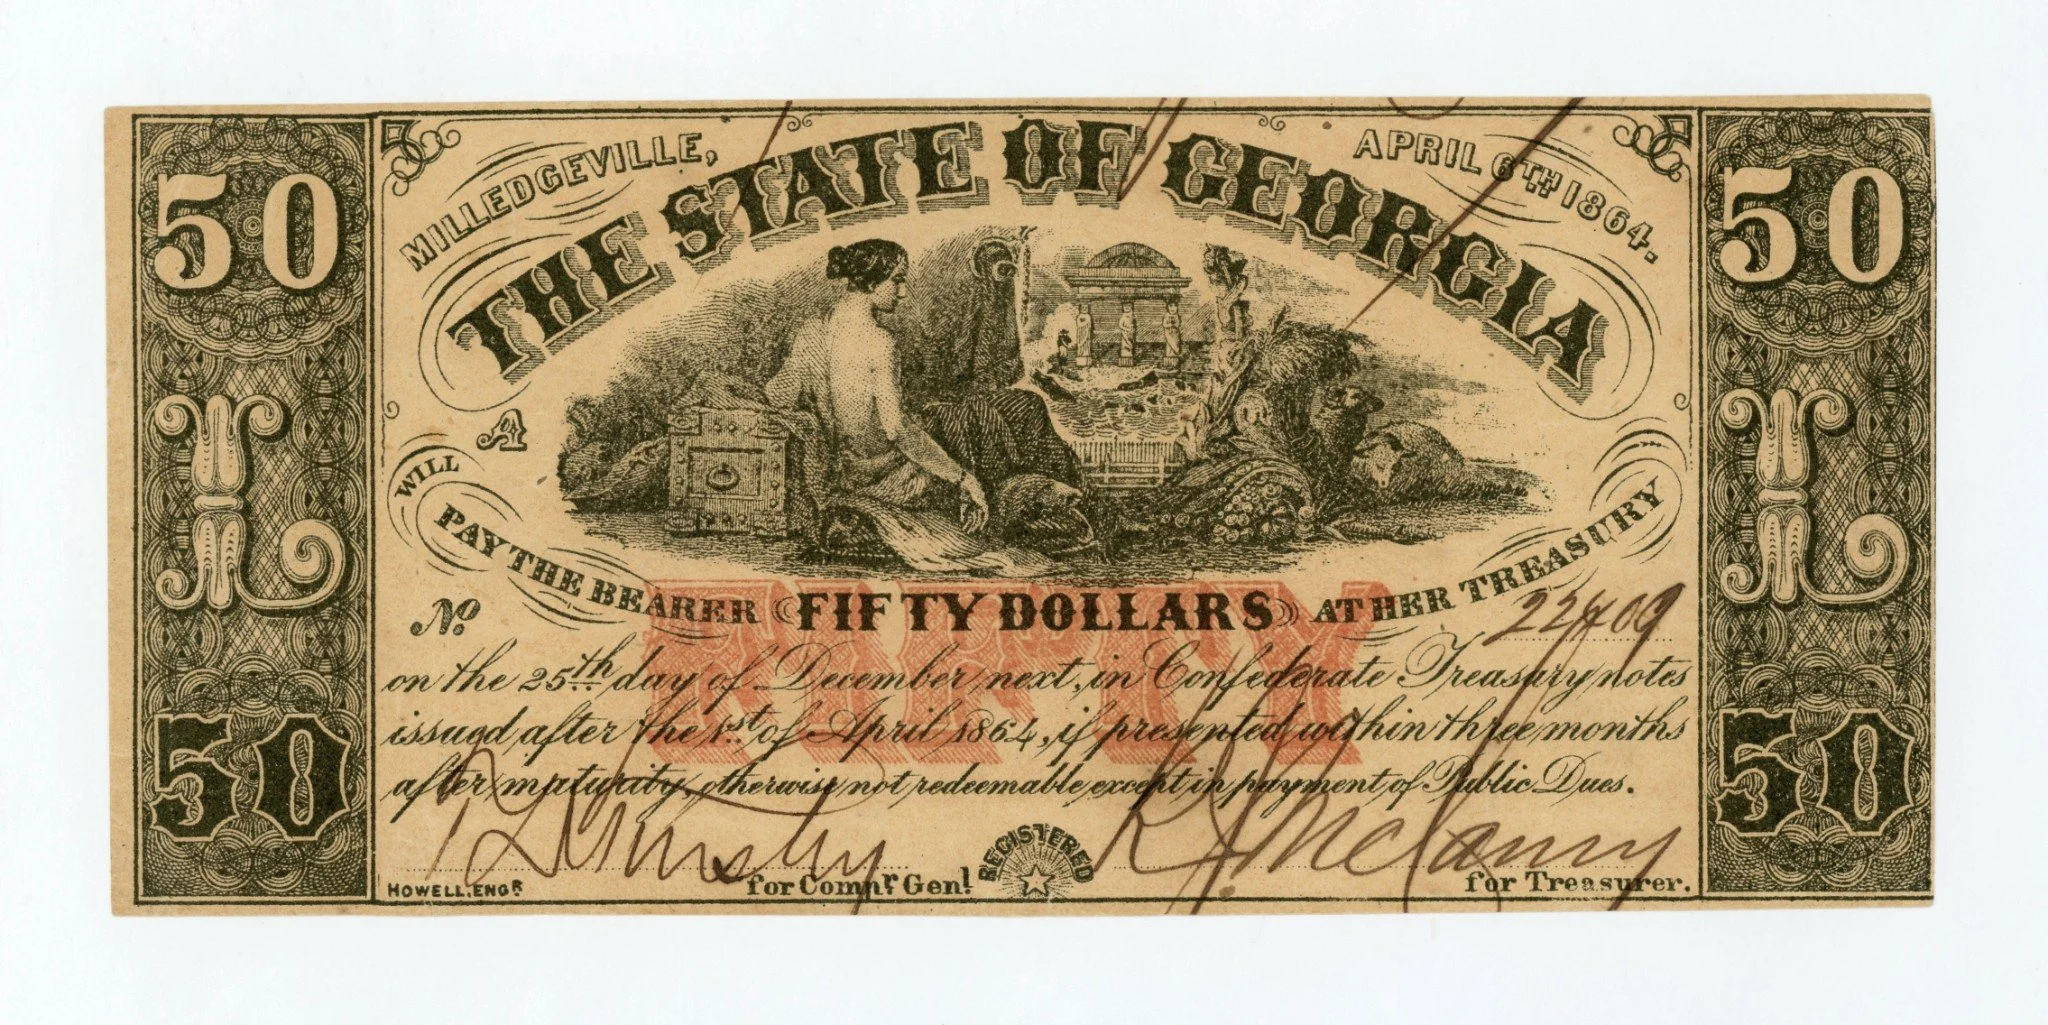 MILLEDGEVILLE,
APRIL 6TH 1864.
THE STATE OF GEORGIA
50
50
A
L
L
WILL
PAY THE BEARER FIFTY DOLLARS AT HER TREASURY
FIFTY
No. 22409
on the 25th day of December next, in Confederate Treasury notes
issued after the 1st of April 1864, if presented within three months
after maturity, otherwise not redeemable except in payment of Public Dues.
50
50
HOWELL. ENGR
for Compr. Genl.
REGISTERED
for Treasurer.